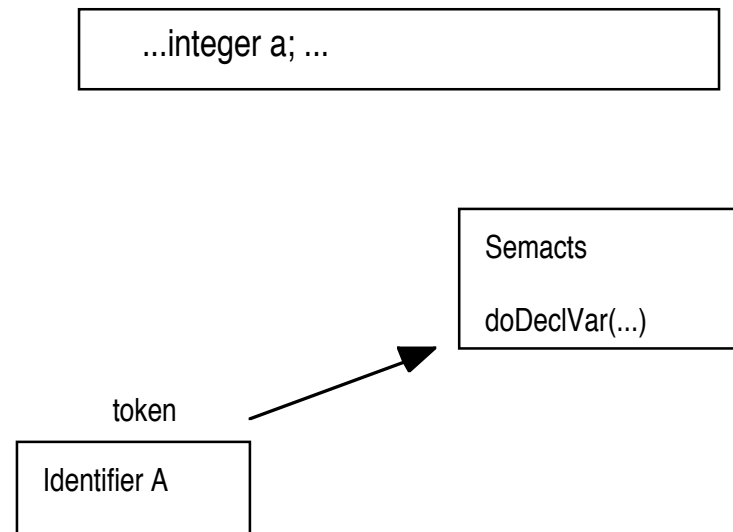 ...integer a; ...
Semacts
doDeclVar(...)
token
Identifier A